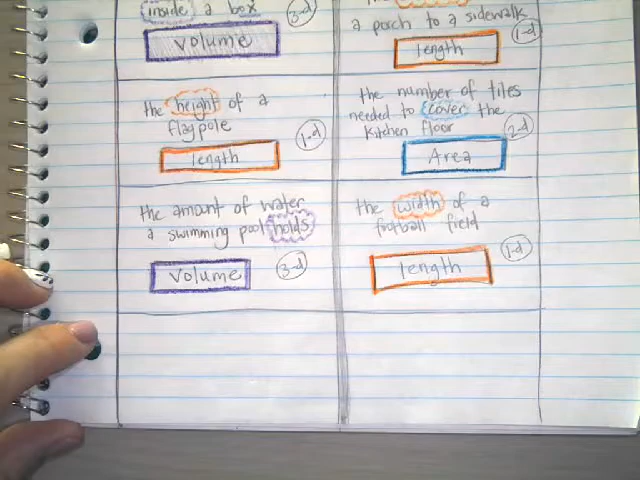 inside a box
3-d
Volume
a porch to a sidewalk
1-d
length
the height of a
flagpole
1-d
length
the number of tiles
needed to cover the
kitchen floor
2-d
Area
the amount of water
a swimming pool holds
Volume
3-d
the width of a
football field
1-d
length